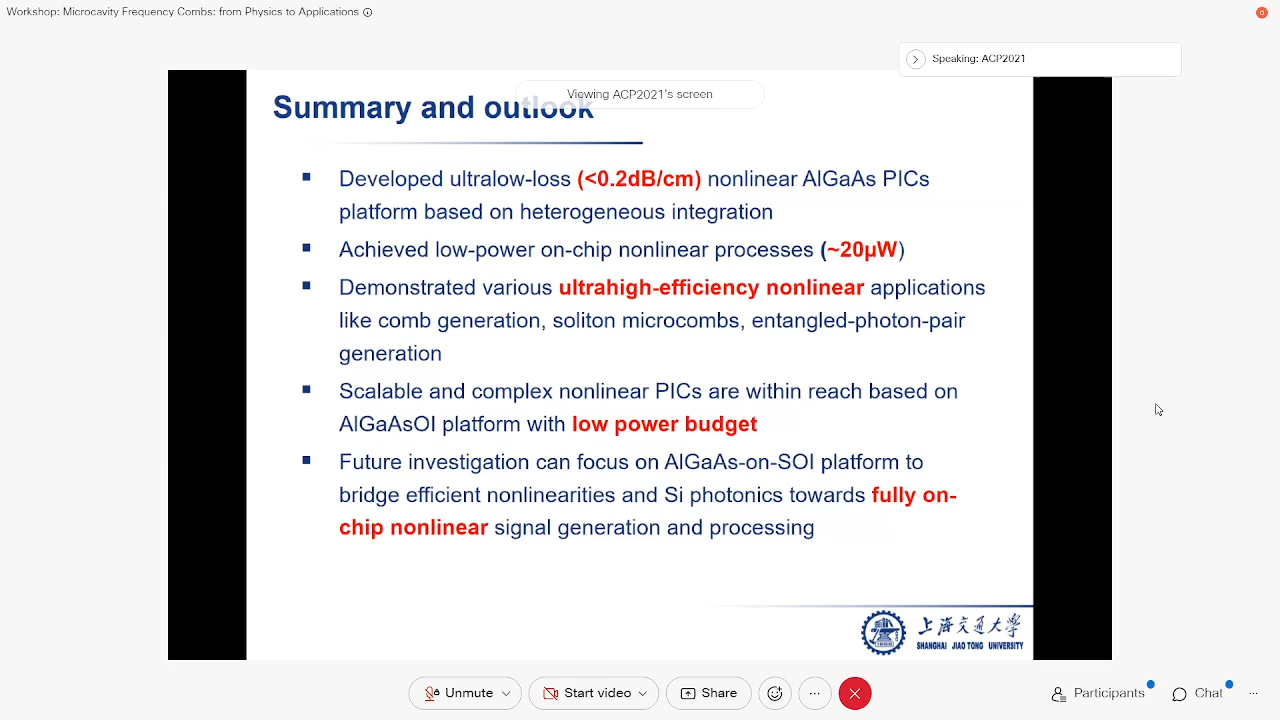 Workshop: Microcavity Frequency Combs: from Physics to Applications
Speaking: ACP2021
Viewing ACP2021's screen
Summary and outlook
Developed ultralow-loss (<0.2dB/cm) nonlinear AlGaAs PICs
platform based on heterogeneous integration
Achieved low-power on-chip nonlinear processes (~20µW)
Demonstrated various ultrahigh-efficiency nonlinear applications
like comb generation, soliton microcombs, entangled-photon-pair
generation
Scalable and complex nonlinear PICs are within reach based on
AlGaAsOI platform with low power budget
Future investigation can focus on AlGaAs-on-SOI platform to
bridge efficient nonlinearities and Si photonics towards fully on-
chip nonlinear signal generation and processing
上海交通大学
SHANGHAI JIAO TONG UNIVERSITY
Unmute
Start video
Share
Participants
Chat